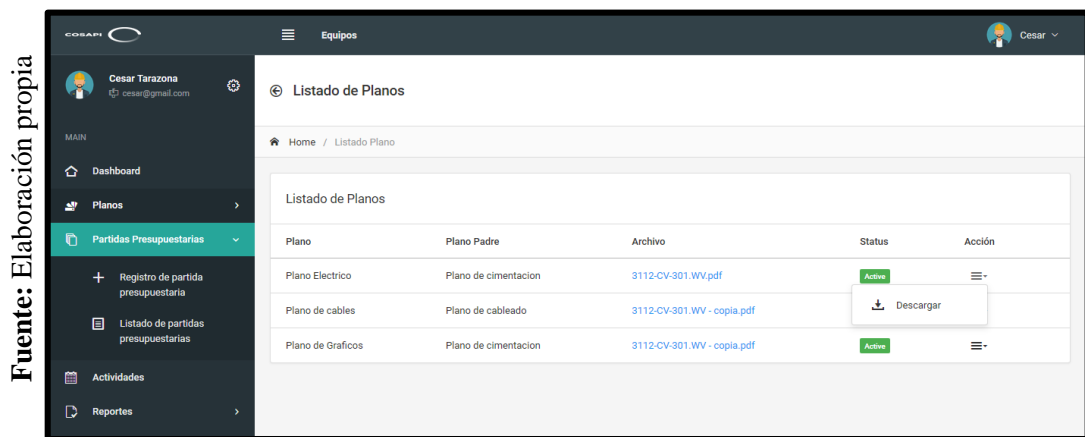 Fuente: Elaboración propia
COSAPI
Equipos
Cesar
Cesar Tarazona
cesar@gmail.com
Listado de Planos
MAIN
Home / Listado Plano
Dashboard
Planos
Partidas Presupuestarias
Registro de partida
presupuestaria
Listado de partidas
presupuestarias
Actividades
Reportes
Listado de Planos
Plano Plano Padre Archivo Status Acción
Plano Electrico Plano de cimentacion 3112-CV-301.WV.pdf Active
Descargar
Plano de cables Plano de cableado 3112-CV-301.WV - copia.pdf
Plano de Graficos Plano de cimentacion 3112-CV-301.WV - copia.pdf Active